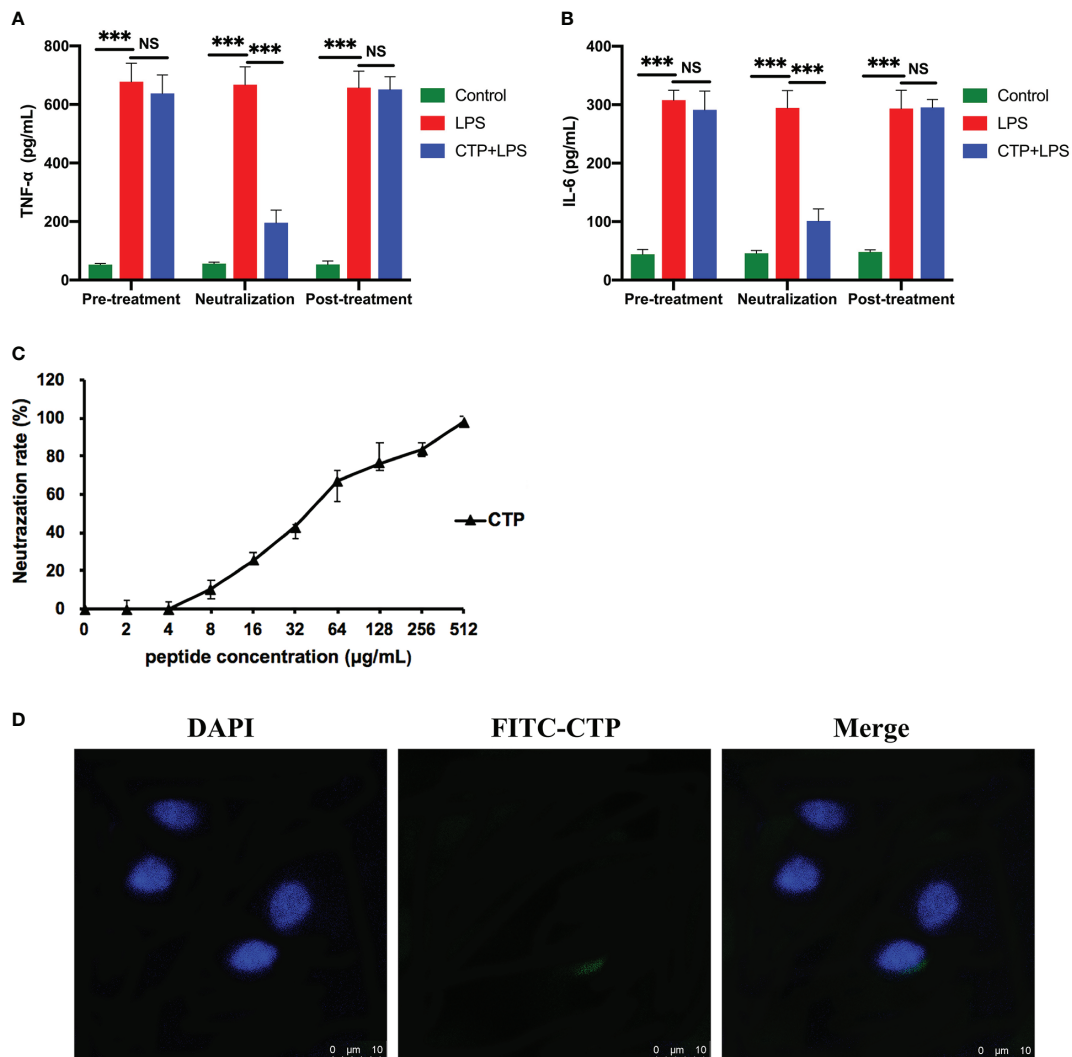 A
800
600
400
200
0
TNF-α (pg/mL)
*** NS
*** ***
*** NS
Pre-treatment Neutralization Post-treatment
Control
LPS
CTP+LPS
B
400
300
200
100
0
IL-6 (pg/mL)
*** NS
*** ***
*** NS
Pre-treatment Neutralization Post-treatment
Control
LPS
CTP+LPS
C
120
100
80
60
40
20
0
Neutrazation rate (%)
0 2 4 8 16 32 64 128 256 512
peptide concentration (μg/mL)
CTP
D
DAPI FITC-CTP Merge
0 μm 10
0 μm 10
0 μm 10